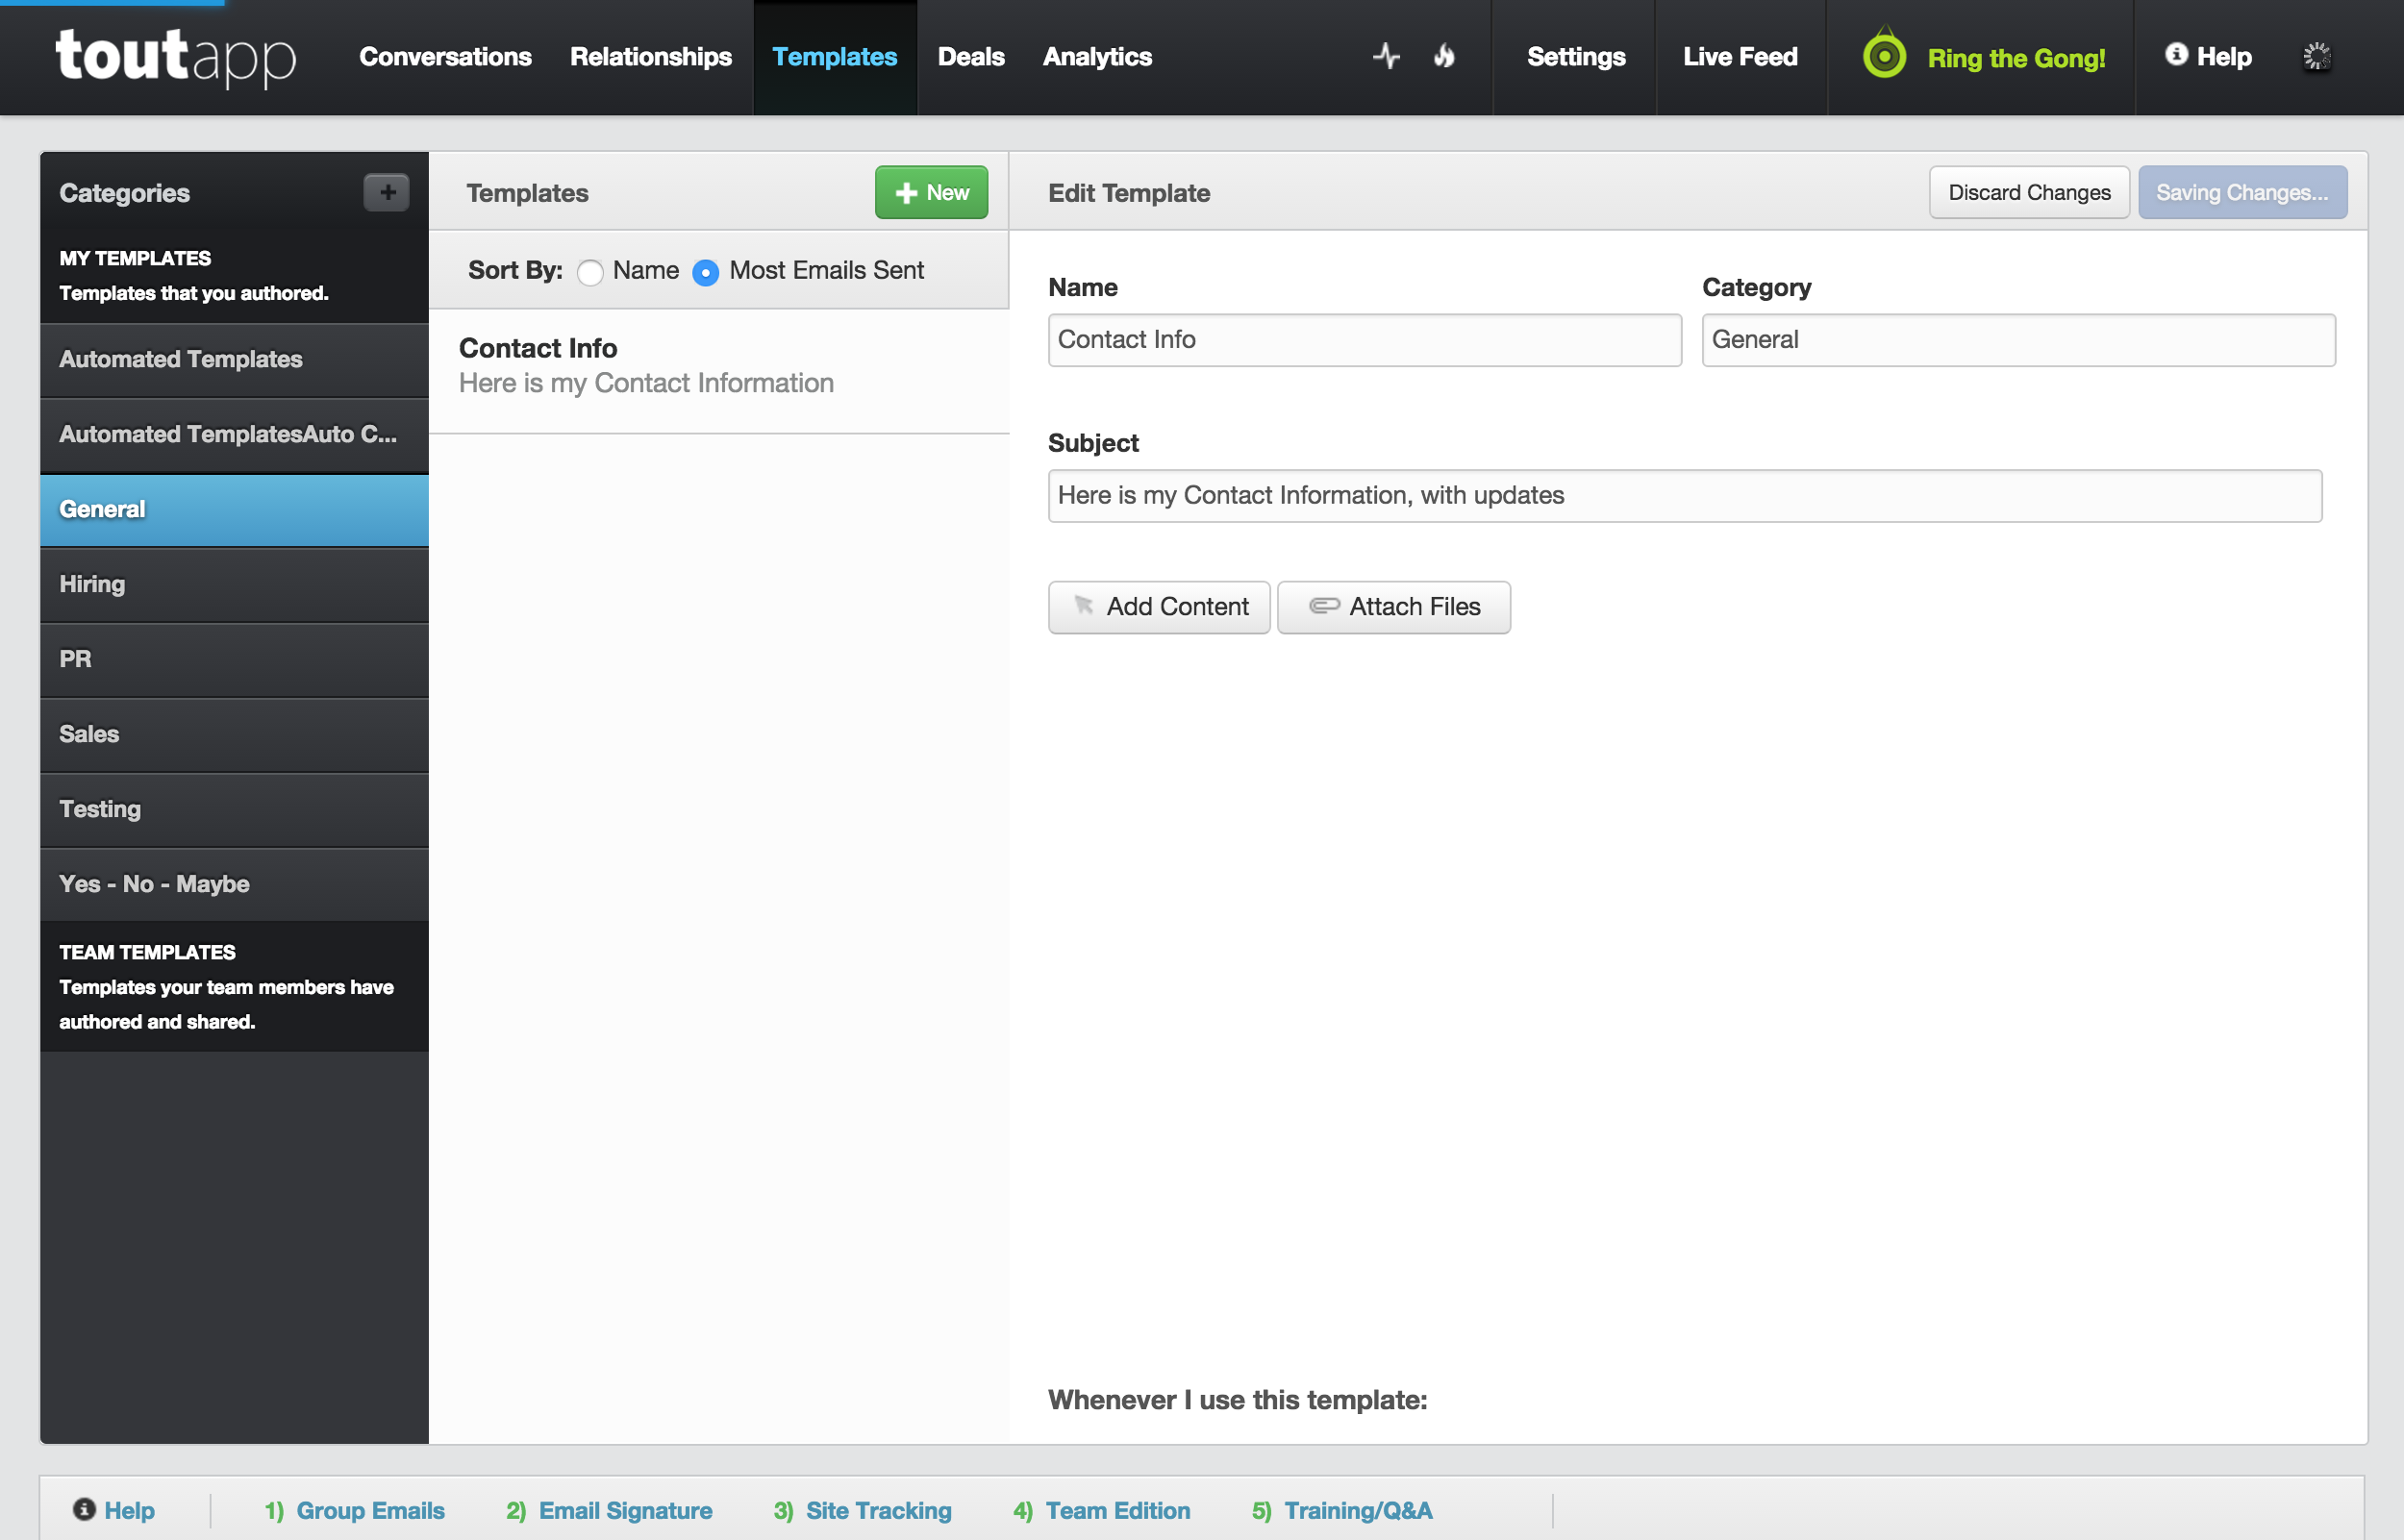 toutapp Conversations Relationships Templates Deals Analytics Settings Live Feed Ring the Gong! Help
Categories
MY TEMPLATES
Templates that you authored.
Automated Templates
Automated TemplatesAuto C...
General
Hiring
PR
Sales
Testing
Yes - No - Maybe
TEAM TEMPLATES
Templates your team members have
authored and shared.
Templates New
Sort By: Name Most Emails Sent
Contact Info
Here is my Contact Information
Edit Template Discard Changes Saving Changes...
Name Category
Contact Info General
Subject
Here is my Contact Information, with updates
Add Content Attach Files
Whenever I use this template:
Help 1) Group Emails 2) Email Signature 3) Site Tracking 4) Team Edition 5) Training/Q&A